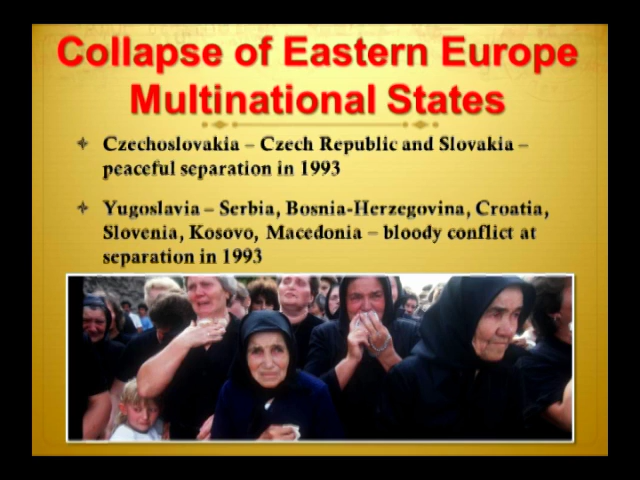 Collapse of Eastern Europe
Multinational States
Czechoslovakia – Czech Republic and Slovakia –
peaceful separation in 1993
Yugoslavia – Serbia, Bosnia-Herzegovina, Croatia,
Slovenia, Kosovo, Macedonia – bloody conflict at
separation in 1993